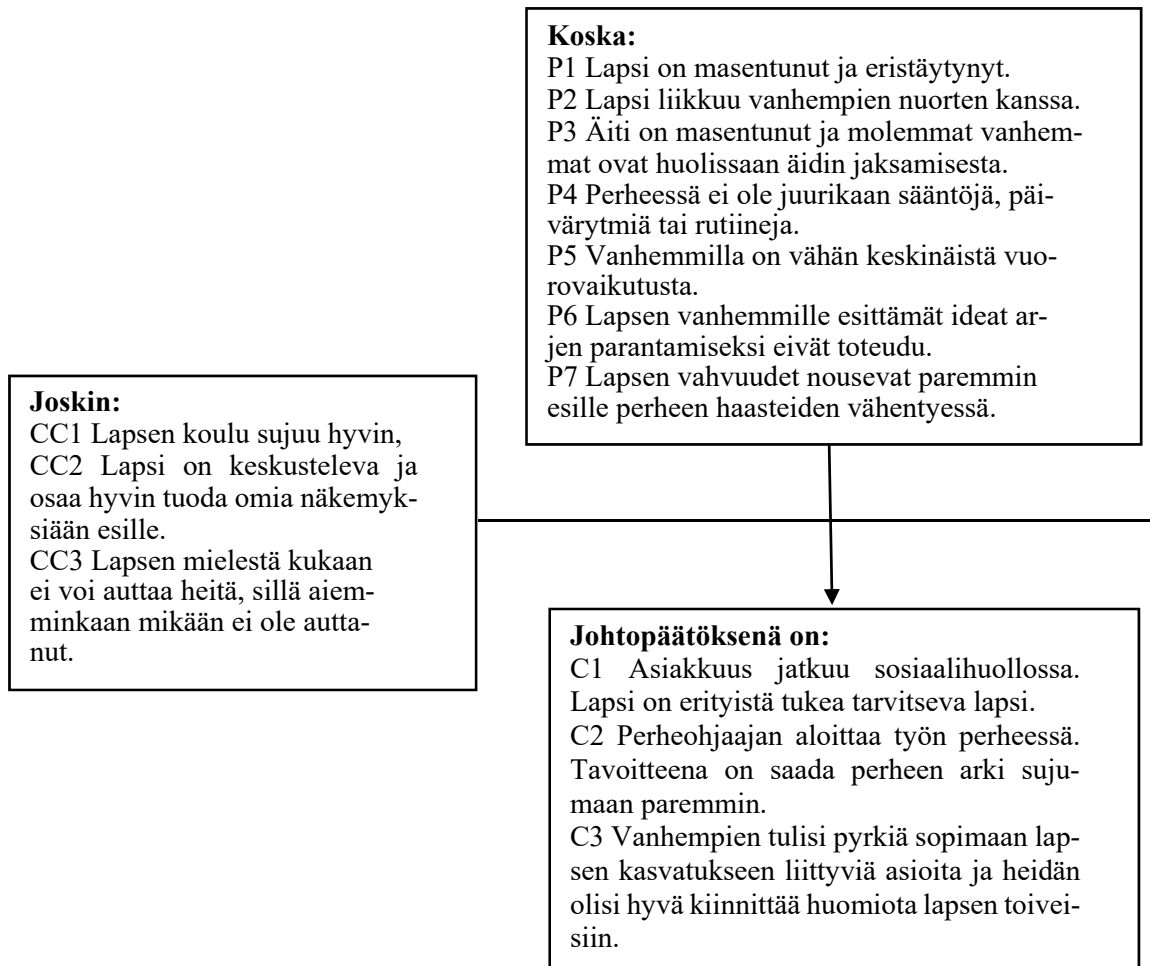 Koska:
P1 Lapsi on masentunut ja eristäytynyt.
P2 Lapsi liikkuu vanhempien nuorten kanssa.
P3 Äiti on masentunut ja molemmat vanhem-
mat ovat huolissaan äidin jaksamisesta.
P4 Perheessä ei ole juurikaan sääntöjä, päi-
värytmiä tai rutiineja.
P5 Vanhemmilla on vähän keskinäistä vuo-
rovaikutusta.
P6 Lapsen vanhemmille esittämät ideat ar-
jen parantamiseksi eivät toteudu.
P7 Lapsen vahvuudet nousevat paremmin
esille perheen haasteiden vähentyessä.
Joskin:
CC1 Lapsen koulu sujuu hyvin,
CC2 Lapsi on keskusteleva ja
osaa hyvin tuoda omia näkemyk-
siään esille.
CC3 Lapsen mielestä kukaan
ei voi auttaa heitä, sillä aiem-
minkaan mikään ei ole autta-
nut.
Johtopäätöksenä on:
C1 Asiakkuus jatkuu sosiaalihuollossa.
Lapsi on erityistä tukea tarvitseva lapsi.
C2 Perheohjaajan aloittaa työn perheessä.
Tavoitteena on saada perheen arki suju-
maan paremmin.
C3 Vanhempien tulisi pyrkiä sopimaan lap-
sen kasvatukseen liittyviä asioita ja heidän
olisi hyvä kiinnittää huomiota lapsen toivei-
siin.